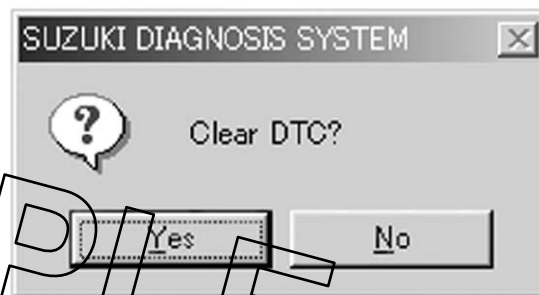 SUZUKI DIAGNOSIS SYSTEM
Clear DTC?
Yes No